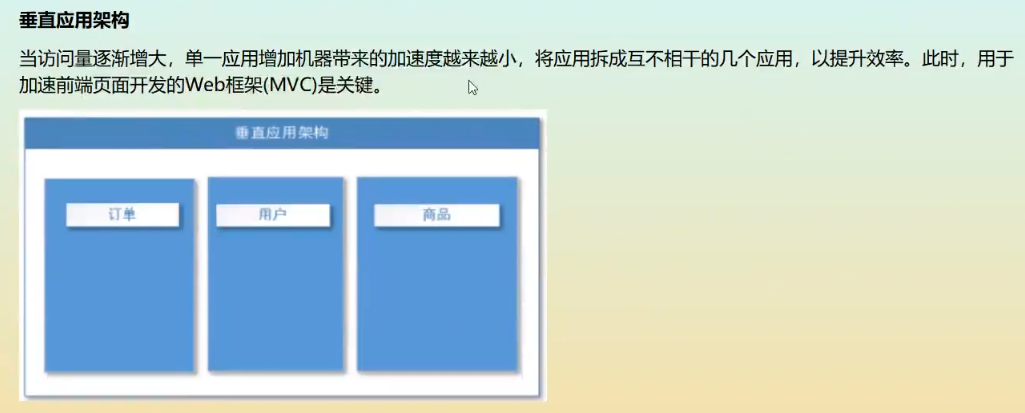 垂直应用架构
当访问量逐渐增大，单一应用增加机器带来的加速度越来越小，将应用拆成互不相干的几个应用，以提升效率。此时，用于
加速前端页面开发的Web框架(MVC)是关键。
垂直应用架构
订单
用户
商品